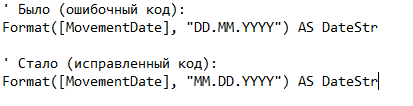 ' Было (ошибочный код):
Format([MovementDate], "DD.MM.YYYY") AS DateStr
' Стало (исправленный код):
Format([MovementDate], "MM.DD.YYYY") AS DateStr